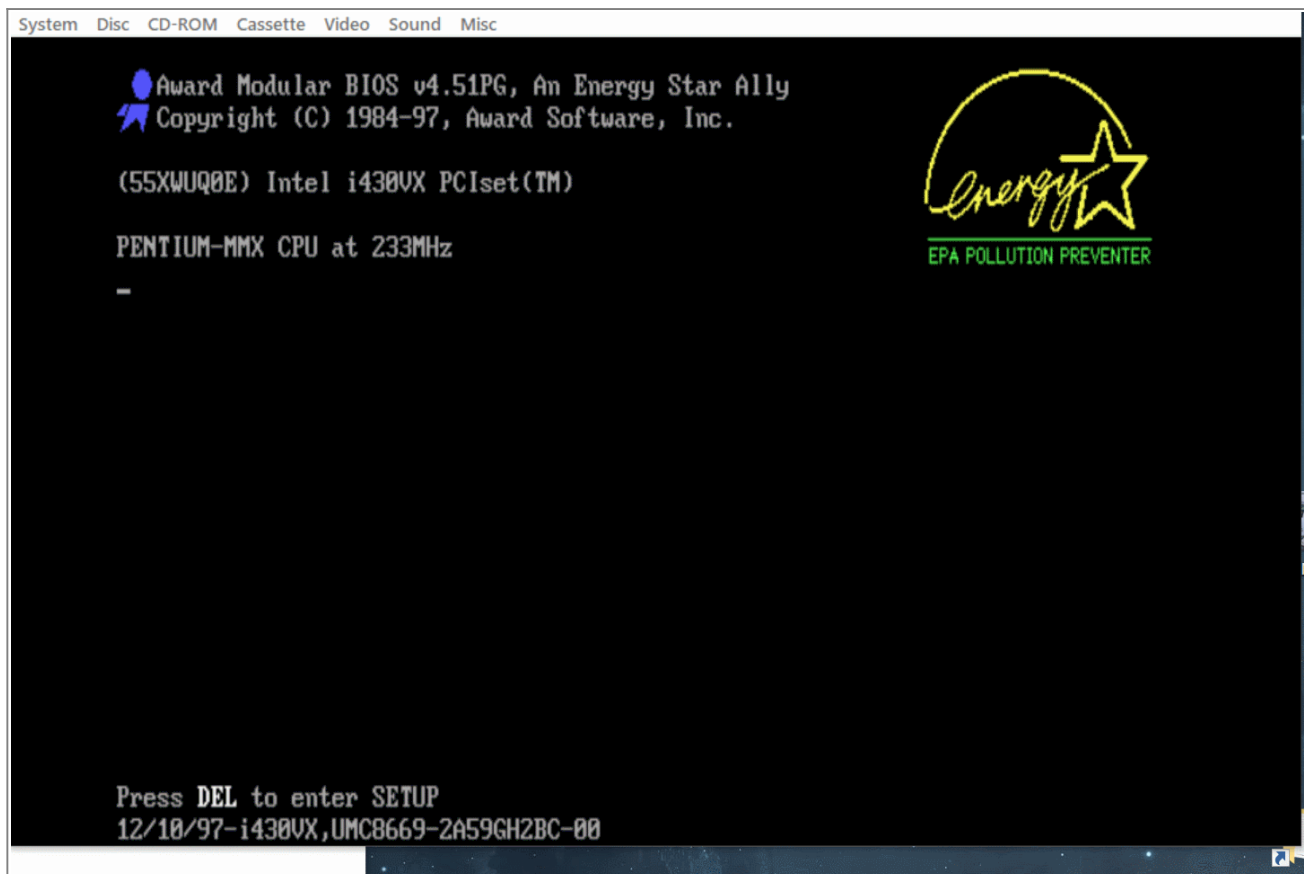 System Disc CD-ROM Cassette Video Sound Misc
Award Modular BIOS v4.51PG, An Energy Star Ally
Copyright (C) 1984-97, Award Software, Inc.
(55XWUQ0E) Intel i430VX PCIset(TM)
PENTIUM-MMX CPU at 233MHz
energy
EPA POLLUTION PREVENTER
Press DEL to enter SETUP
12/10/97-i430VX,UMC8669-2A59GH2BC-00